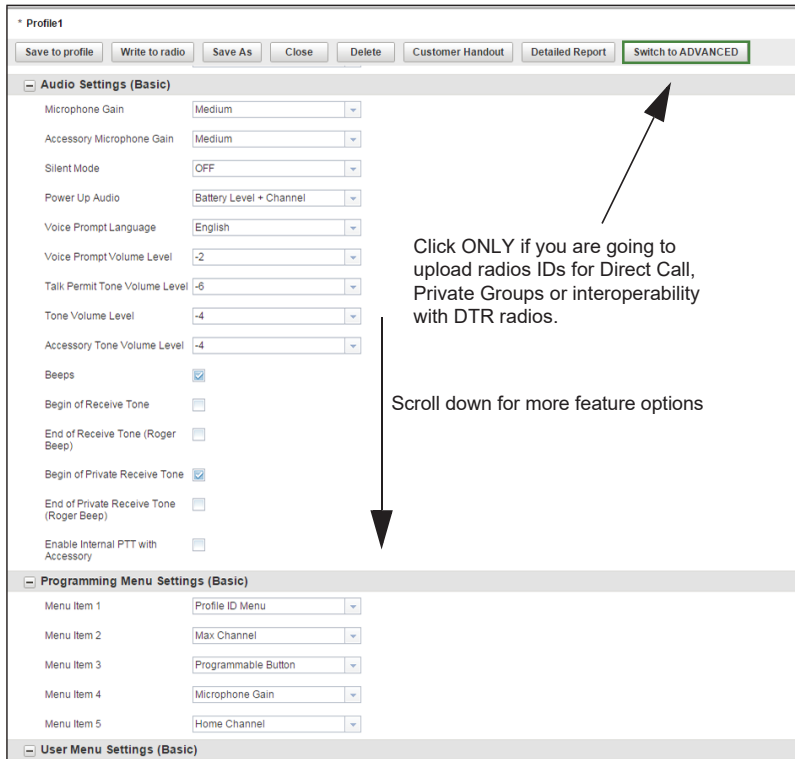 * Profile1
Save to profile Write to radio Save As Close Delete Customer Handout Detailed Report Switch to ADVANCED
Audio Settings (Basic)
Microphone Gain Medium
Accessory Microphone Gain Medium
Silent Mode OFF
Power Up Audio Battery Level + Channel
Voice Prompt Language English
Voice Prompt Volume Level -2
Talk Permit Tone Volume Level -6
Tone Volume Level -4
Accessory Tone Volume Level -4
Beeps
Begin of Receive Tone
End of Receive Tone (Roger
Beep)
Begin of Private Receive Tone
End of Private Receive Tone
(Roger Beep)
Enable Internal PTT with
Accessory
Click ONLY if you are going to
upload radios IDs for Direct Call,
Private Groups or interoperability
with DTR radios.
Scroll down for more feature options
Programming Menu Settings (Basic)
Menu Item 1 Profile ID Menu
Menu Item 2 Max Channel
Menu Item 3 Programmable Button
Menu Item 4 Microphone Gain
Menu Item 5 Home Channel
User Menu Settings (Basic)